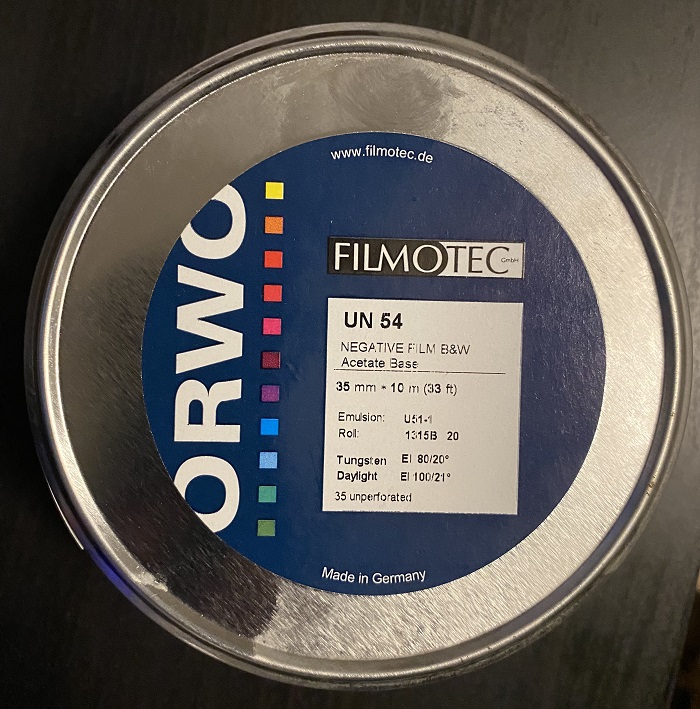 www.filmotec.de
ORWO
FILMOTEC GmbH
UN 54
NEGATIVE FILM B&W
Acetate Base
35 mm * 10 m (33 ft)
Emulsion: U51-1
Roll: 1315B 20
Tungsten EI 80/20°
Daylight EI 100/21°
35 unperforated
Made in Germany